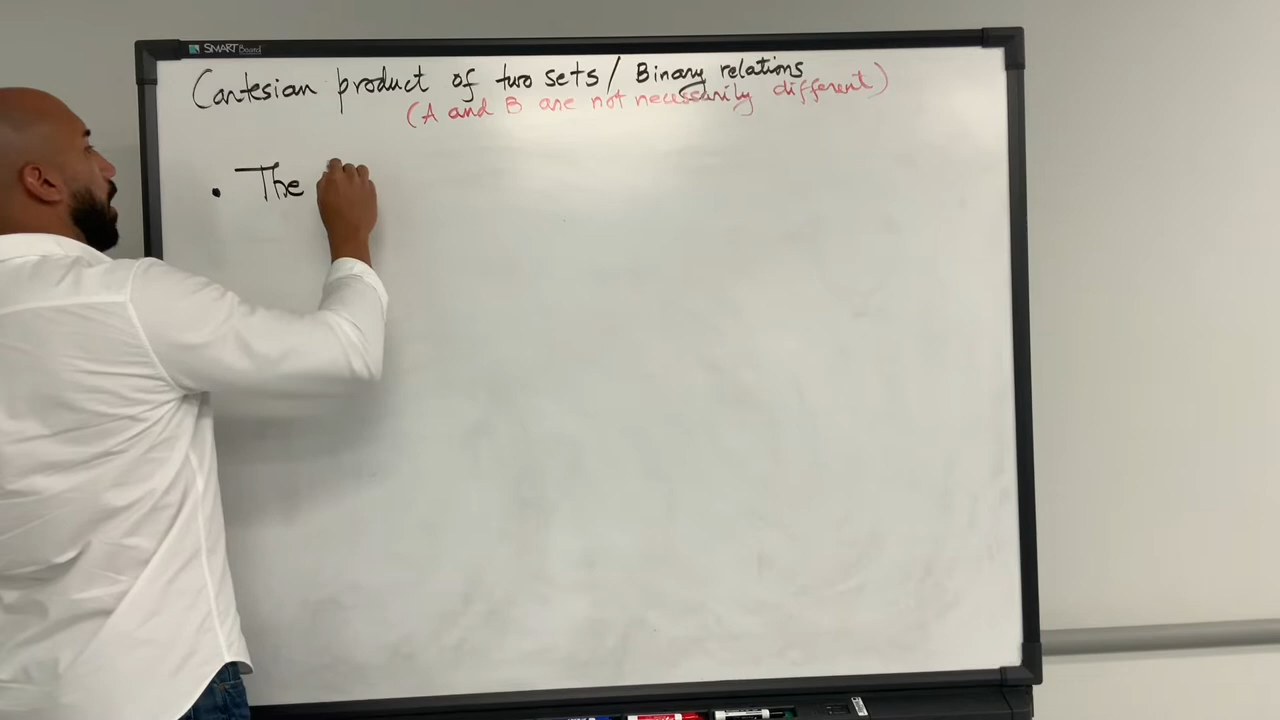 SMART Board
Cartesian product of two sets / Binary relations
(A and B are not necessarily different)
• The